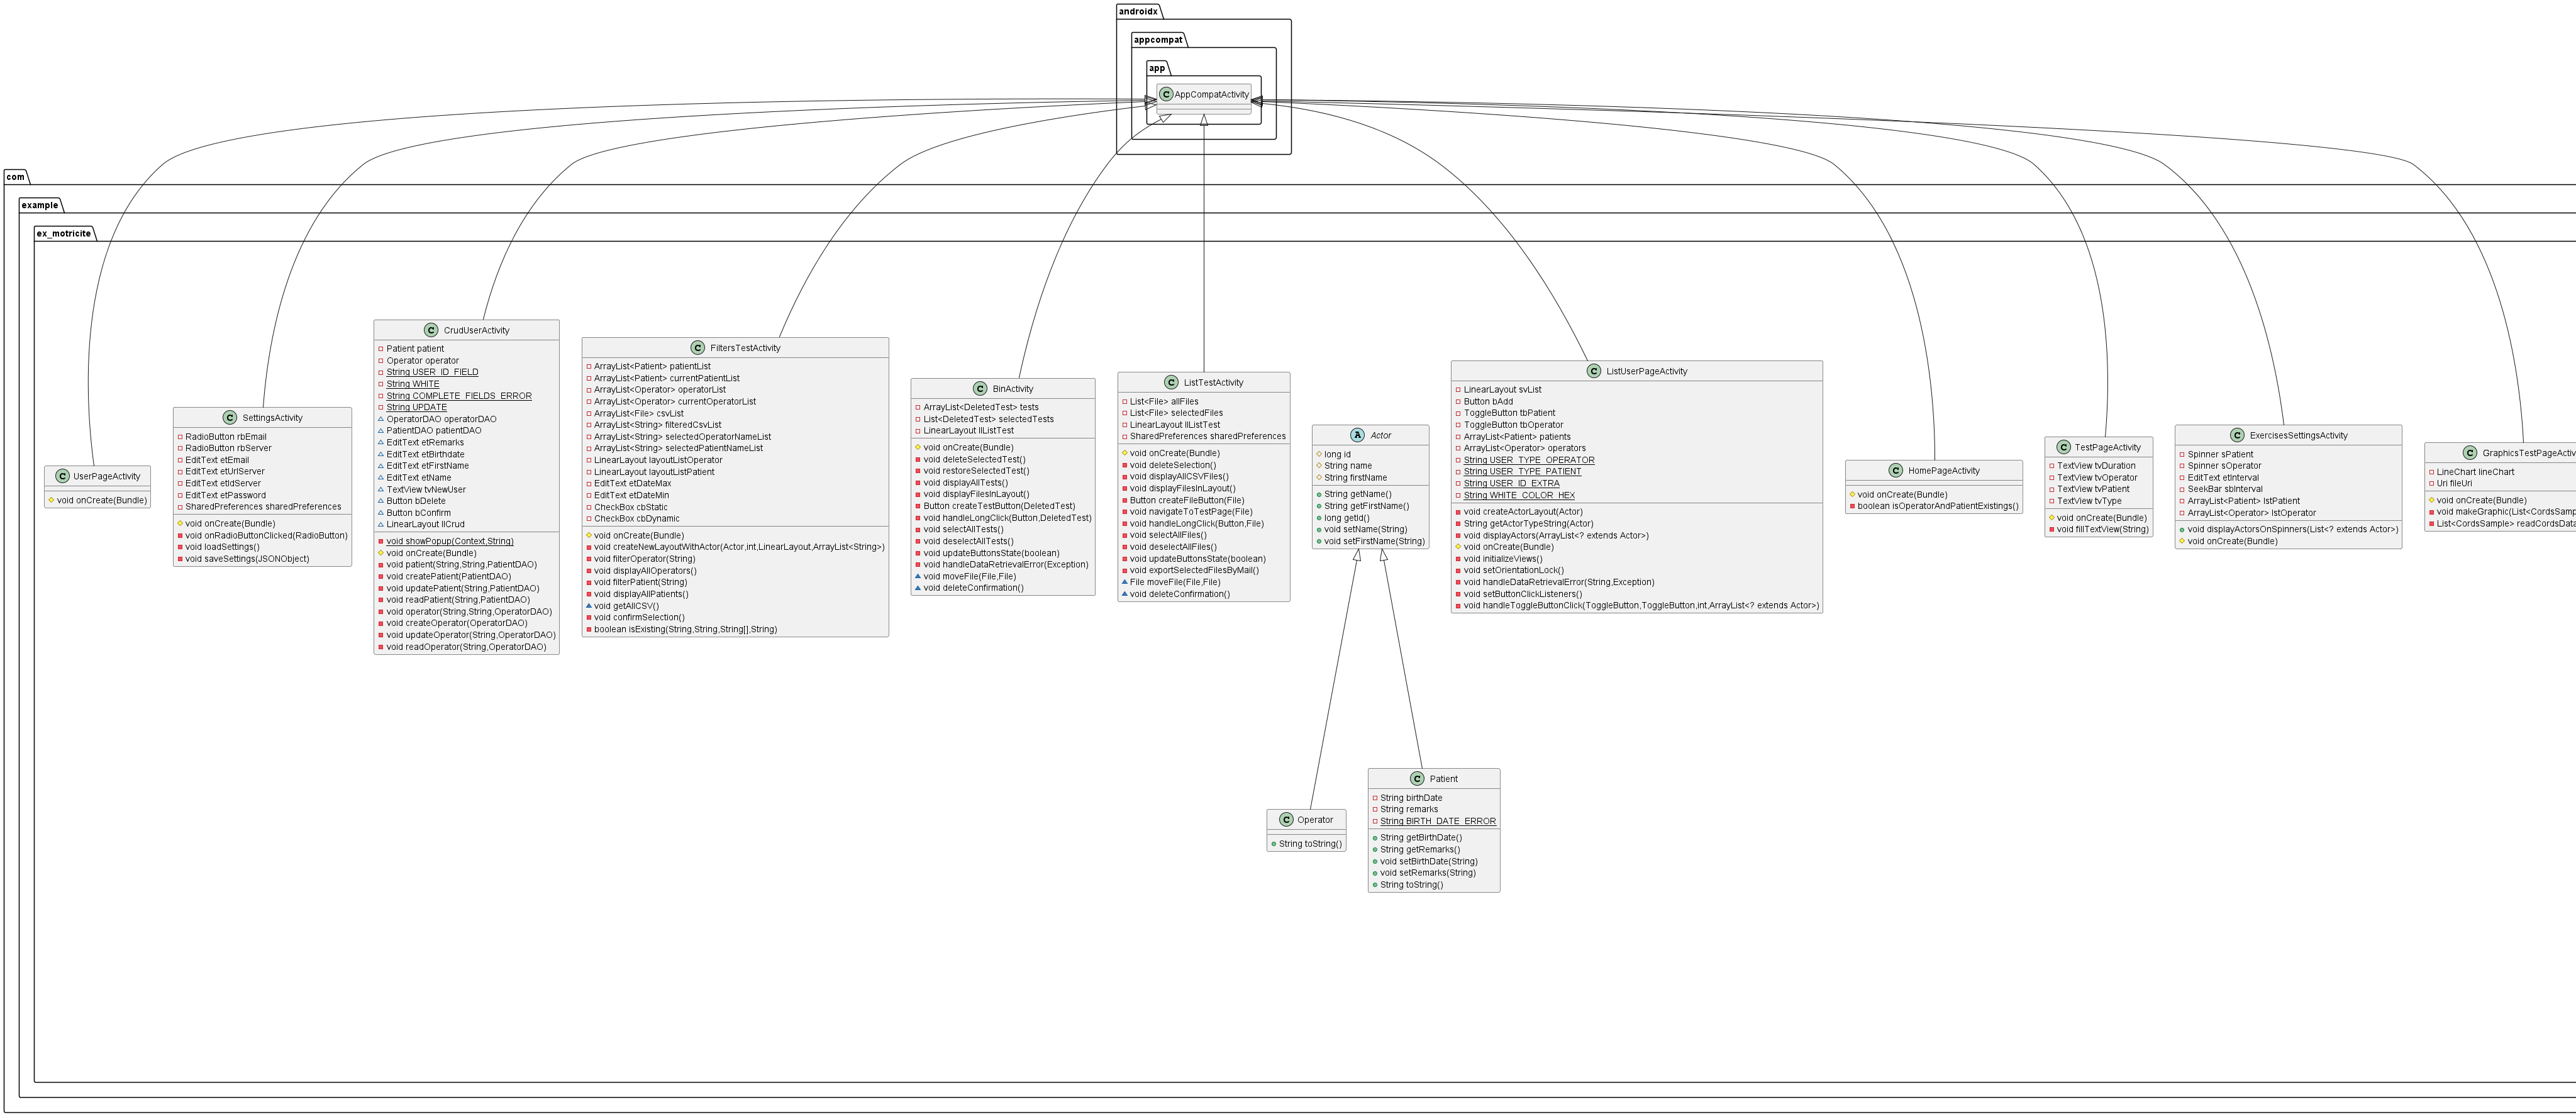 androidx
appcompat
app
C AppCompatActivity
com
example
ex_motricite
C UserPageActivity
void onCreate(Bundle)
C SettingsActivity
RadioButton rbEmail
RadioButton rbServer
EditText etEmail
EditText etUrlServer
EditText etIdServer
EditText etPassword
SharedPreferences sharedPreferences
void onCreate(Bundle)
void onRadioButtonClicked(RadioButton)
void loadSettings()
void saveSettings(JSONObject)
C CrudUserActivity
Patient patient
Operator operator
String USER_ID_FIELD
String WHITE
String COMPLETE_FIELDS_ERROR
String UPDATE
OperatorDAO operatorDAO
PatientDAO patientDAO
EditText etRemarks
EditText etBirthdate
EditText etFirstName
EditText etName
TextView tvNewUser
Button bDelete
Button bConfirm
LinearLayout llCrud
void showPopup(Context,String)
void onCreate(Bundle)
void patient(String,String,PatientDAO)
void createPatient(PatientDAO)
void updatePatient(String,PatientDAO)
void readPatient(String,PatientDAO)
void operator(String,String,OperatorDAO)
void createOperator(OperatorDAO)
void updateOperator(String,OperatorDAO)
void readOperator(String,OperatorDAO)
C FiltersTestActivity
ArrayList<Patient> patientList
ArrayList<Patient> currentPatientList
ArrayList<Operator> operatorList
ArrayList<Operator> currentOperatorList
ArrayList<File> csvList
ArrayList<String> filteredCsvList
ArrayList<String> selectedOperatorNameList
ArrayList<String> selectedPatientNameList
LinearLayout layoutListOperator
LinearLayout layoutListPatient
EditText etDateMax
EditText etDateMin
CheckBox cbStatic
CheckBox cbDynamic
void onCreate(Bundle)
void createNewLayoutWithActor(Actor,int,LinearLayout,ArrayList<String>)
void filterOperator(String)
void displayAllOperators()
void filterPatient(String)
void displayAllPatients()
void getAllCSV()
void confirmSelection()
boolean isExisting(String,String,String[],String)
C BinActivity
ArrayList<DeletedTest> tests
List<DeletedTest> selectedTests
LinearLayout llListTest
void onCreate(Bundle)
void deleteSelectedTest()
void restoreSelectedTest()
void displayAllTests()
void displayFilesInLayout()
Button createTestButton(DeletedTest)
void handleLongClick(Button,DeletedTest)
void selectAllTests()
void deselectAllTests()
void updateButtonsState(boolean)
void handleDataRetrievalError(Exception)
void moveFile(File,File)
void deleteConfirmation()
C ListTestActivity
List<File> allFiles
List<File> selectedFiles
LinearLayout llListTest
SharedPreferences sharedPreferences
void onCreate(Bundle)
void deleteSelection()
void displayAllCSVFiles()
void displayFilesInLayout()
Button createFileButton(File)
void navigateToTestPage(File)
void handleLongClick(Button,File)
void selectAllFiles()
void deselectAllFiles()
void updateButtonsState(boolean)
void exportSelectedFilesByMail()
File moveFile(File,File)
void deleteConfirmation()
A Actor
long id
String name
String firstName
String getName()
String getFirstName()
long getId()
void setName(String)
void setFirstName(String)
C ListUserPageActivity
LinearLayout svList
Button bAdd
ToggleButton tbPatient
ToggleButton tbOperator
ArrayList<Patient> patients
ArrayList<Operator> operators
String USER_TYPE_OPERATOR
String USER_TYPE_PATIENT
String USER_ID_EXTRA
String WHITE_COLOR_HEX
void createActorLayout(Actor)
String getActorTypeString(Actor)
void displayActors(ArrayList<? extends Actor>)
void onCreate(Bundle)
void initializeViews()
void setOrientationLock()
void handleDataRetrievalError(String,Exception)
void setButtonClickListeners()
void handleToggleButtonClick(ToggleButton,ToggleButton,int,ArrayList<? extends Actor>)
C HomePageActivity
void onCreate(Bundle)
boolean isOperatorAndPatientExistings()
C TestPageActivity
TextView tvDuration
TextView tvOperator
TextView tvPatient
TextView tvType
void onCreate(Bundle)
void fillTextView(String)
C ExercisesSettingsActivity
Spinner sPatient
Spinner sOperator
EditText etInterval
SeekBar sbInterval
ArrayList<Patient> lstPatient
ArrayList<Operator> lstOperator
void displayActorsOnSpinners(List<? extends Actor>)
void onCreate(Bundle)
C GraphicsTestPageActiv
LineChart lineChart
Uri fileUri
void onCreate(Bundle)
void makeGraphic(List<CordsSamp
List<CordsSample> readCordsData
C Operator
String toString()
C Patient
String birthDate
String remarks
String BIRTH_DATE_ERROR
String getBirthDate()
String getRemarks()
void setBirthDate(String)
void setRemarks(String)
String toString()